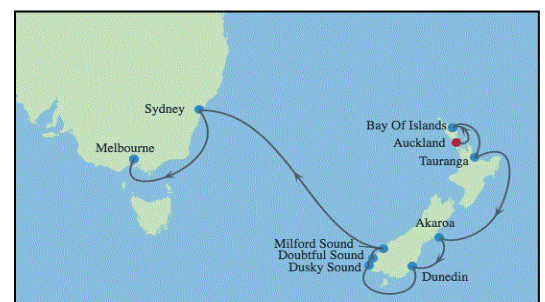 Sydney
Melbourne
Bay Of Islands
Auckland
Tauranga
Akaroa
Milford Sound
Doubtful Sound
Dusky Sound
Dunedin